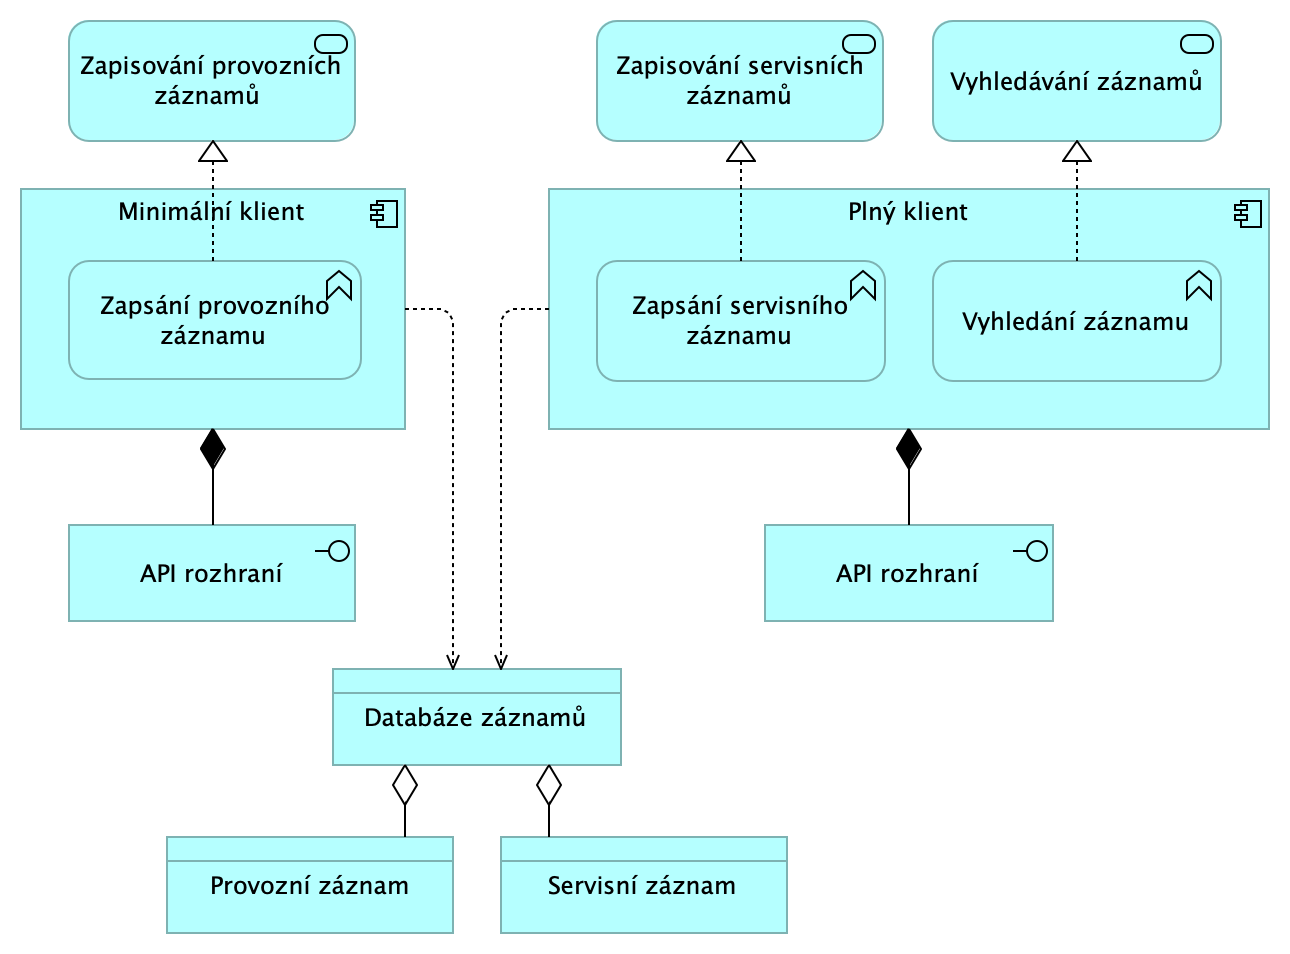 Zapisování provozních
záznamů
Zapisování servisních
záznamů
Vyhledávání záznamů
Minimální klient
Plný klient
Zapsání provozního
záznamu
Zapsání servisního
záznamu
Vyhledání záznamu
API rozhraní
API rozhraní
Databáze záznamů
Provozní záznam
Servisní záznam